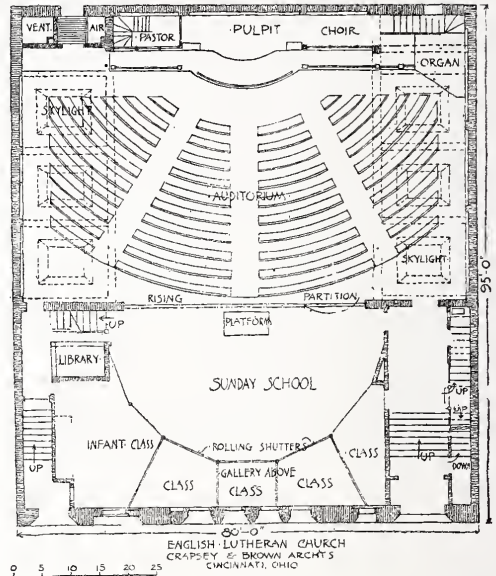 VENT. AIR PASTOR PULPIT CHOIR
ORGAN
SKYLIGHT
AUDITORIUM
SKYLIGHT
95'-0"
RISING PARTITION
UP
PLATFORM
LIBRARY
SUNDAY SCHOOL
UP
UP
INFANT CLASS
ROLLING SHUTTERS
CLASS
UP
DOWN
CLASS
GALLERY ABOVE
CLASS
CLASS
80'-0"
ENGLISH LUTHERAN CHURCH
CRAPSEY & BROWN ARCHTS
CINCINNATI, OHIO
0 5 10 15 20 25